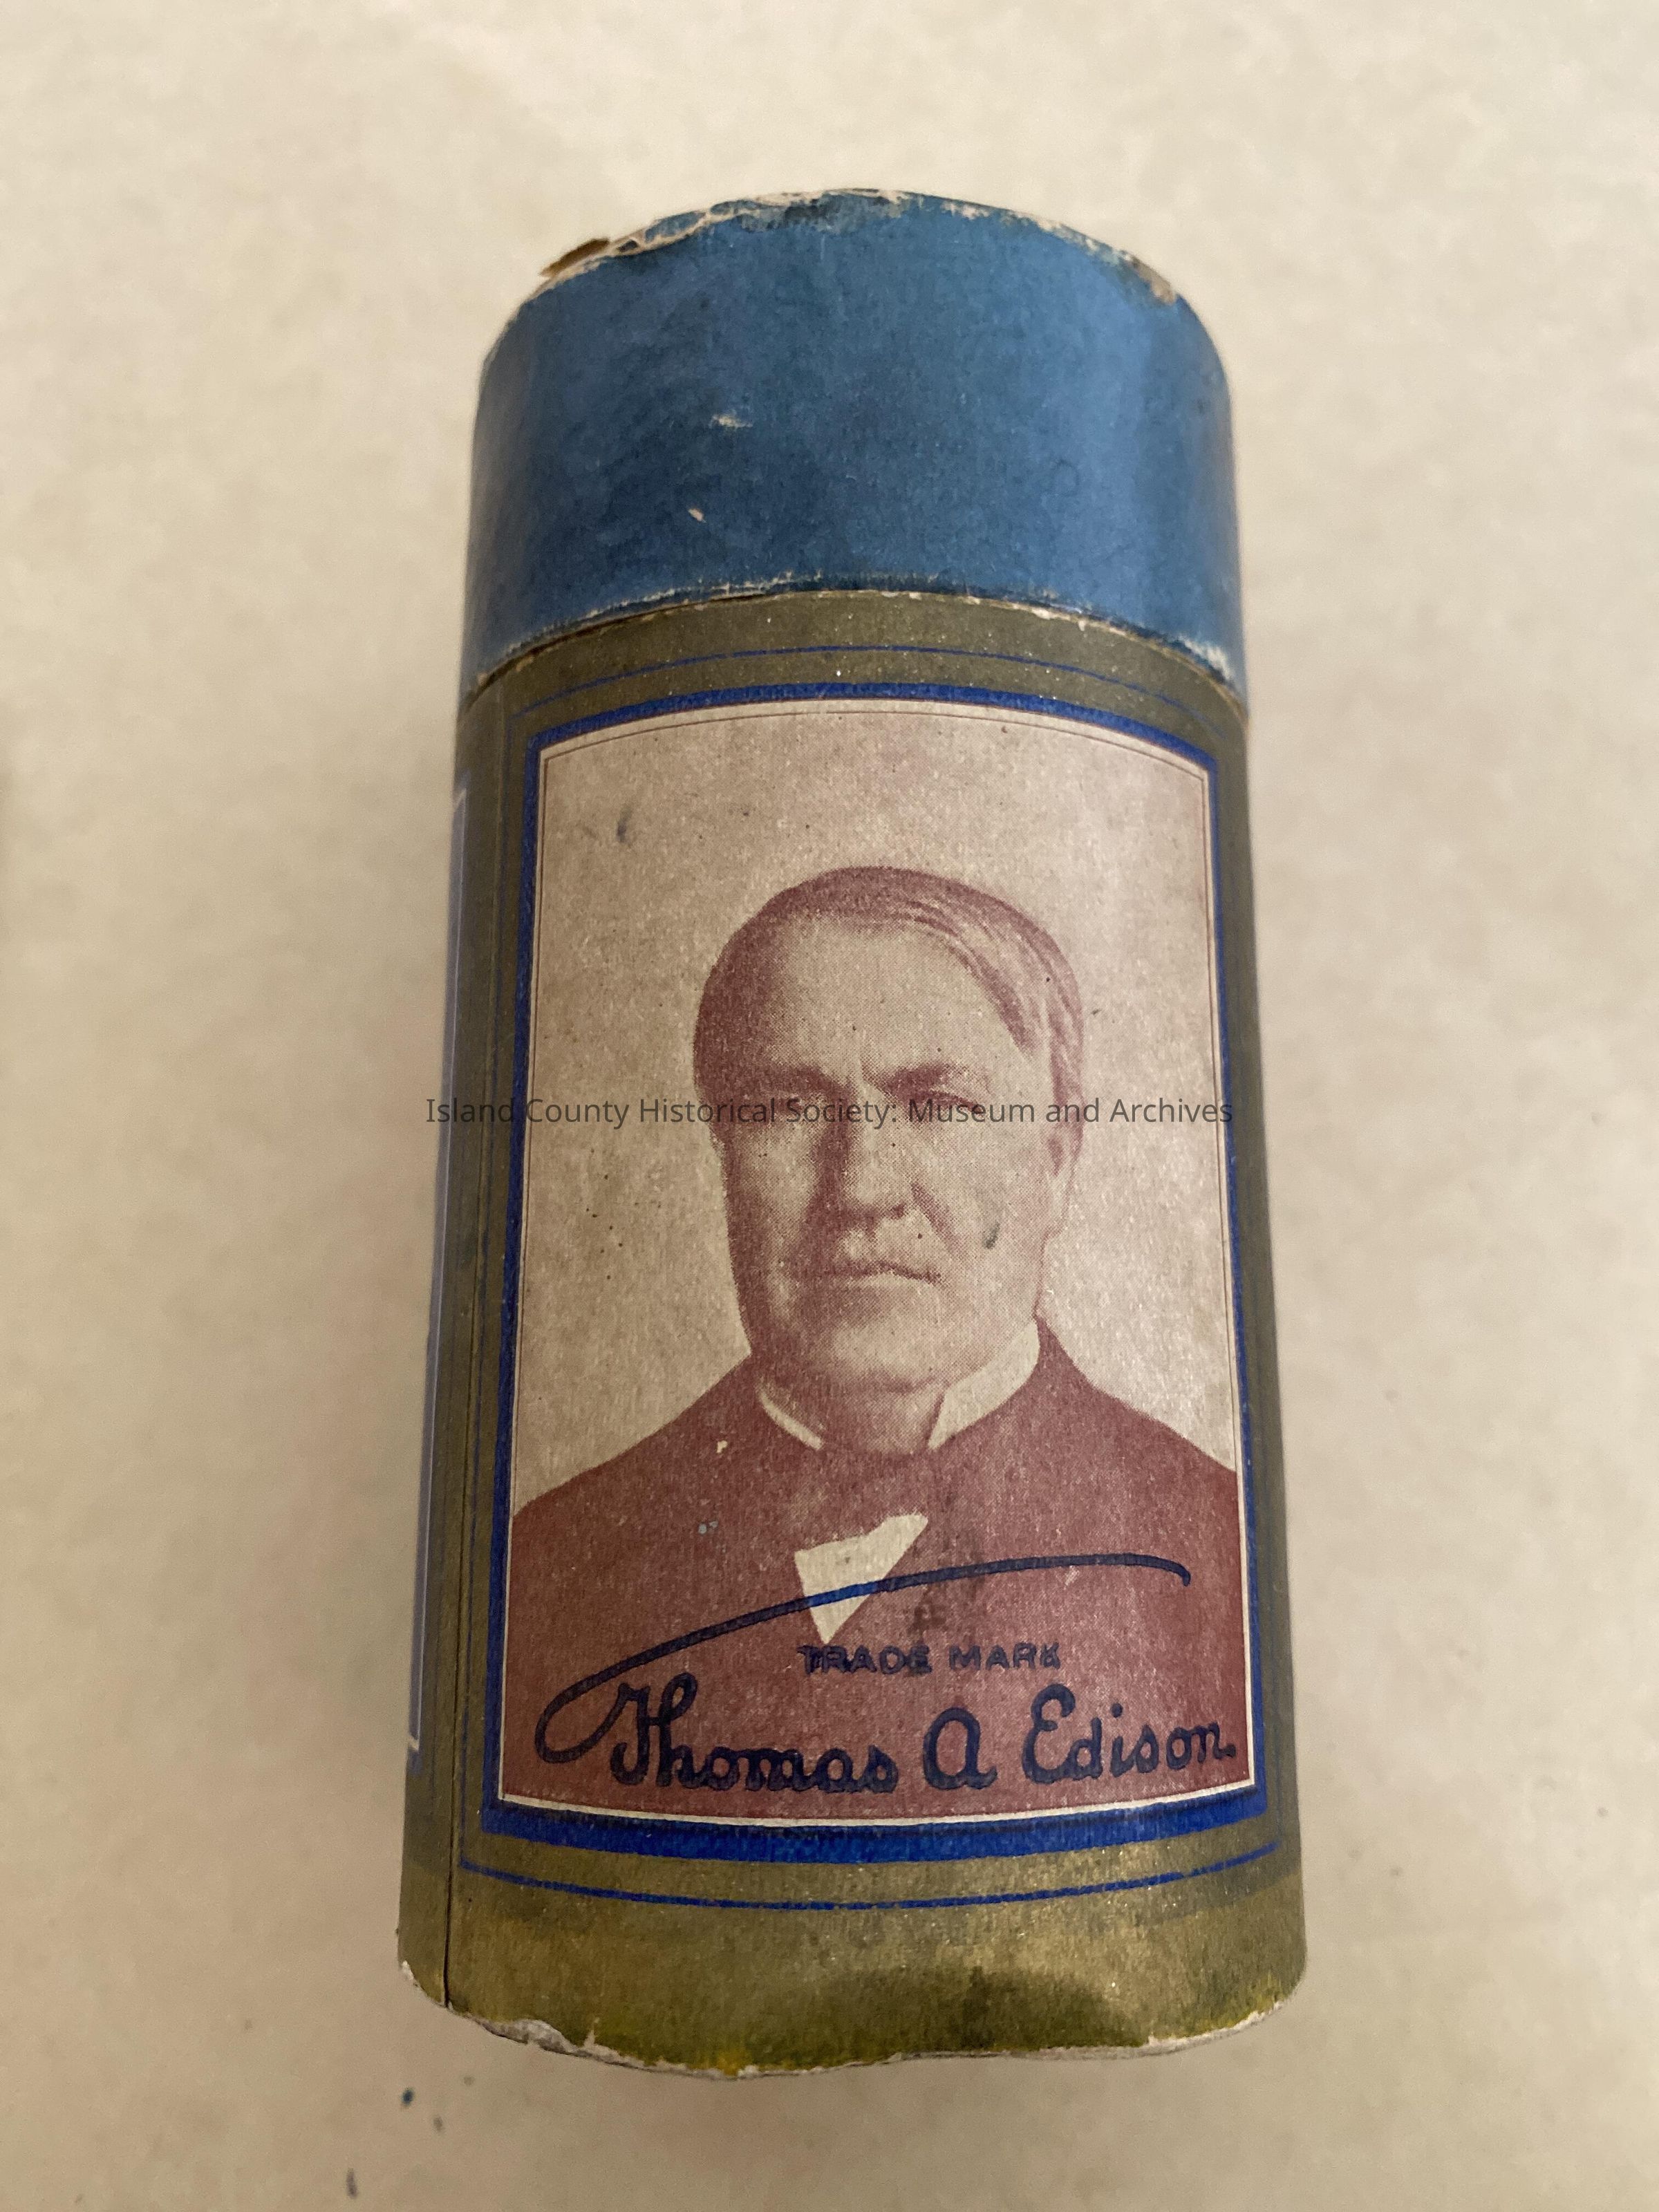 Island County Historical Society: Museum and Archives
TRADE MARK
Thomas A Edison.